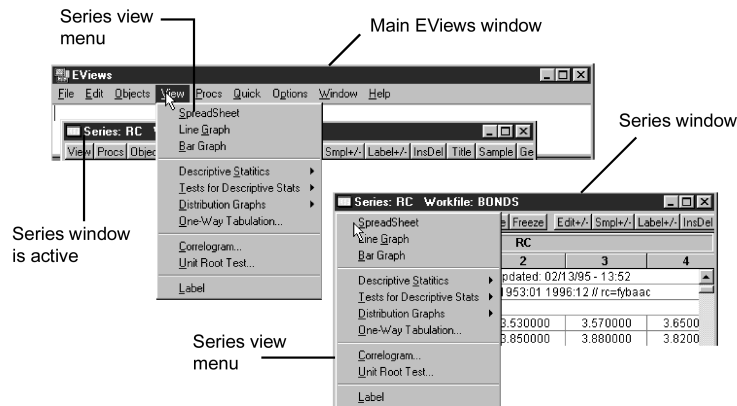 Series view
menu
Main EViews window
EViews
File Edit Objects View Procs Quick Options Window Help
SpreadSheet
Line Graph
Bar Graph
Descriptive Statitics
Tests for Descriptive Stats
Distribution Graphs
One-Way Tabulation...
Correlogram...
Unit Root Test...
Label
Series: RC
View Procs Objec Smpl+/- Label+/- InsDel Title Sample Ge
Series window
is active
Series window
Series: RC Workfile: BONDS
Freeze Edit+/- Smpl+/- Label+/- InsDel
SpreadSheet
Line Graph
Bar Graph
Descriptive Statitics
Tests for Descriptive Stats
Distribution Graphs
One-Way Tabulation...
Correlogram...
Unit Root Test...
Label
RC
2 3 4
pdated: 02/13/95 - 13:52
1953:01 1996:12 // rc=fybaac
3.530000 3.570000 3.6500
3.850000 3.880000 3.8200
Series view
menu